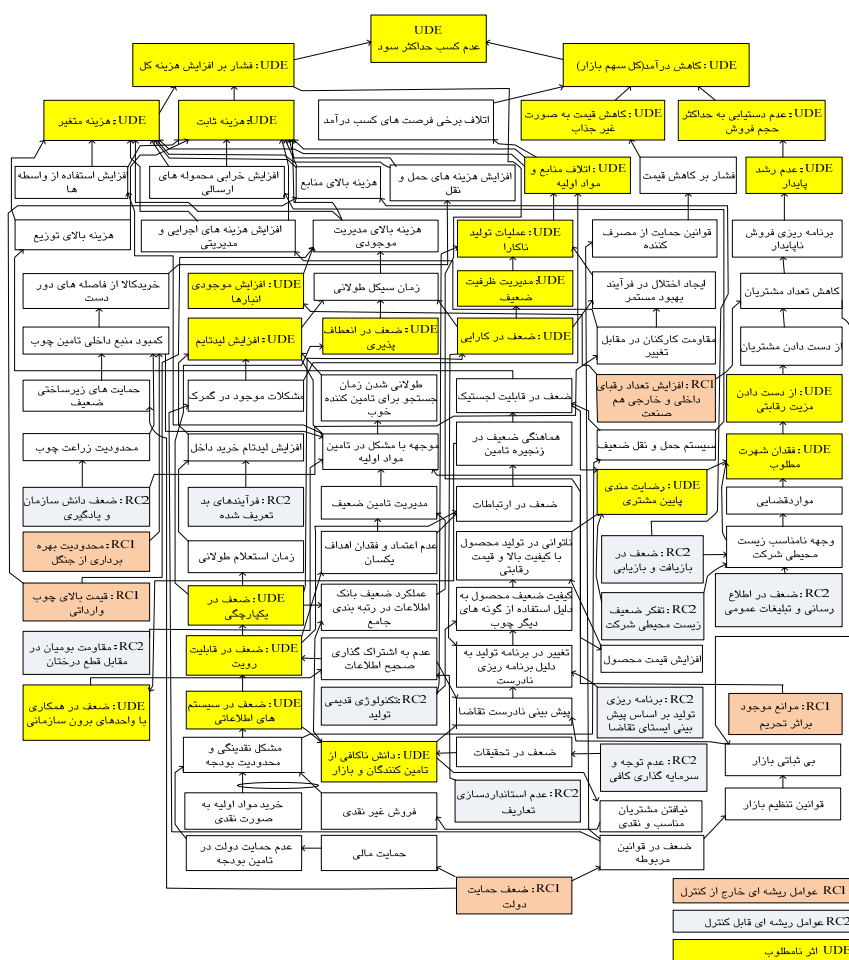 UDE
عدم کسب حداکثر سود
UDE: فشار بر افزایش هزینه کل
UDE: کاهش درآمد(کل سهم بازار)
UDE: هزینه متغیر
UDE: هزینه ثابت
اتلاف برخی فرصت های کسب درآمد
UDE: کاهش قیمت به صورت
غیر جذاب
UDE: عدم دستیابی به حداکثر
حجم فروش
افزایش استفاده از واسطه
ها
افزایش خرابی محموله های
ارسالی
هزینه بالای منابع
افزایش هزینه های حمل و
نقل
UDE: اتلاف منابع و
مواد اولیه
فشار بر کاهش قیمت
UDE: عدم رشد
پایدار
هزینه بالای توزیع
افزایش هزینه های اجرایی و
مدیریتی
هزینه بالای مدیریت
موجودی
UDE: عملیات تولید
ناکارا
قوانین حمایت از مصرف
کننده
برنامه ریزی فروش
ناپایدار
خریدکالا از فاصله های دور
دست
UDE: افزایش موجودی
انبارها
زمان سیکل طولانی
UDE: مدیریت ظرفیت
ضعیف
ایجاد اختلال در فرآیند
بهبود مستمر
کاهش تعداد مشتریان
کمبود منبع داخلی تامین چوب
UDE: افزایش لیدتایم
UDE: ضعف در انعطاف
پذیری
UDE: ضعف در کارایی
مقاومت کارکنان در مقابل
تغییر
از دست دادن مشتریان
حمایت های زیرساختی
ضعیف
مشکلات موجود در گمرک
طولانی شدن زمان
جستجو برای تامین کننده
خوب
ضعف در قابلیت لجستیک
RC1: افزایش تعداد رقبای
داخلی و خارجی هم
صنعت
UDE: از دست دادن
مزیت رقابتی
محدودیت زراعت چوب
افزایش لیدتام خرید داخل
موجهه با مشکل در تامین
مواد اولیه
هماهنگی ضعیف در
زنجیره تامین
سیستم حمل و نقل ضعیف
UDE: فقدان شهرت
مطلوب
RC2: ضعف دانش سازمان
و یادگیری
RC2: فرآیندهای بد
تعریف شده
مدیریت تامین ضعیف
ضعف در ارتباطات
UDE: رضایت مندی
پایین مشتری
مواردقضایی
RC1: محدودیت بهره
برداری از جنگل
زمان استعلام طولانی
عدم اعتماد و فقدان اهداف
یکسان
ناتوانی در تولید محصول
با کیفیت بالا و قیمت
رقابتی
RC2: ضعف در
بازیافت و بازیابی
وجهه نامناسب زیست
محیطی شرکت
RC1: قیمت بالای چوب
وارداتی
UDE: ضعف در
یکپارچگی
عملکرد ضعیف بانک
اطلاعات در رتبه بندی
جامع
کیفیت ضعیف محصول به
دلیل استفاده از گونه های
دیگر چوب
RC2: تفکر ضعیف
زیست محیطی شرکت
RC2: ضعف در اطلاع
رسانی و تبلیغات عمومی
RC2: مقاومت بومیان در
مقابل قطع درختان
UDE: ضعف در قابلیت
رویت
عدم به اشتراک گذاری
صحیح اطلاعات
تغییر در برنامه تولید به
دلیل برنامه ریزی
نادرست
افزایش قیمت محصول
UDE: ضعف در همکاری
با واحدهای برون سازمانی
UDE: ضعف در سیستم
های اطلاعاتی
RC2:تکنولوژی قدیمی
تولید
پیش بینی نادرست تقاضا
RC2: برنامه ریزی
تولید بر اساس پیش
بینی ایستای تقاضا
RC1: موانع موجود
براثر تحریم
مشکل نقدینگی و
محدودیت بودجه
UDE: دانش ناکافی از
تامین کنندگان و بازار
ضعف در تحقیقات
RC2: عدم توجه و
سرمایه گذاری کافی
بی ثباتی بازار
خرید مواد اولیه به
صورت نقدی
فروش غیر نقدی
RC2: عدم استانداردسازی
تعاریف
نیافتن مشتریان
مناسب و نقدی
قوانین تنظیم بازار
عدم حمایت دولت در
تامین بودجه
حمایت مالی
ضعف در قوانین
مربوطه
RC1: ضعف حمایت
دولت
RC1 عوامل ریشه ای خارج از کنترل
RC2 عوامل ریشه ای قابل کنترل
UDE اثر نامطلوب